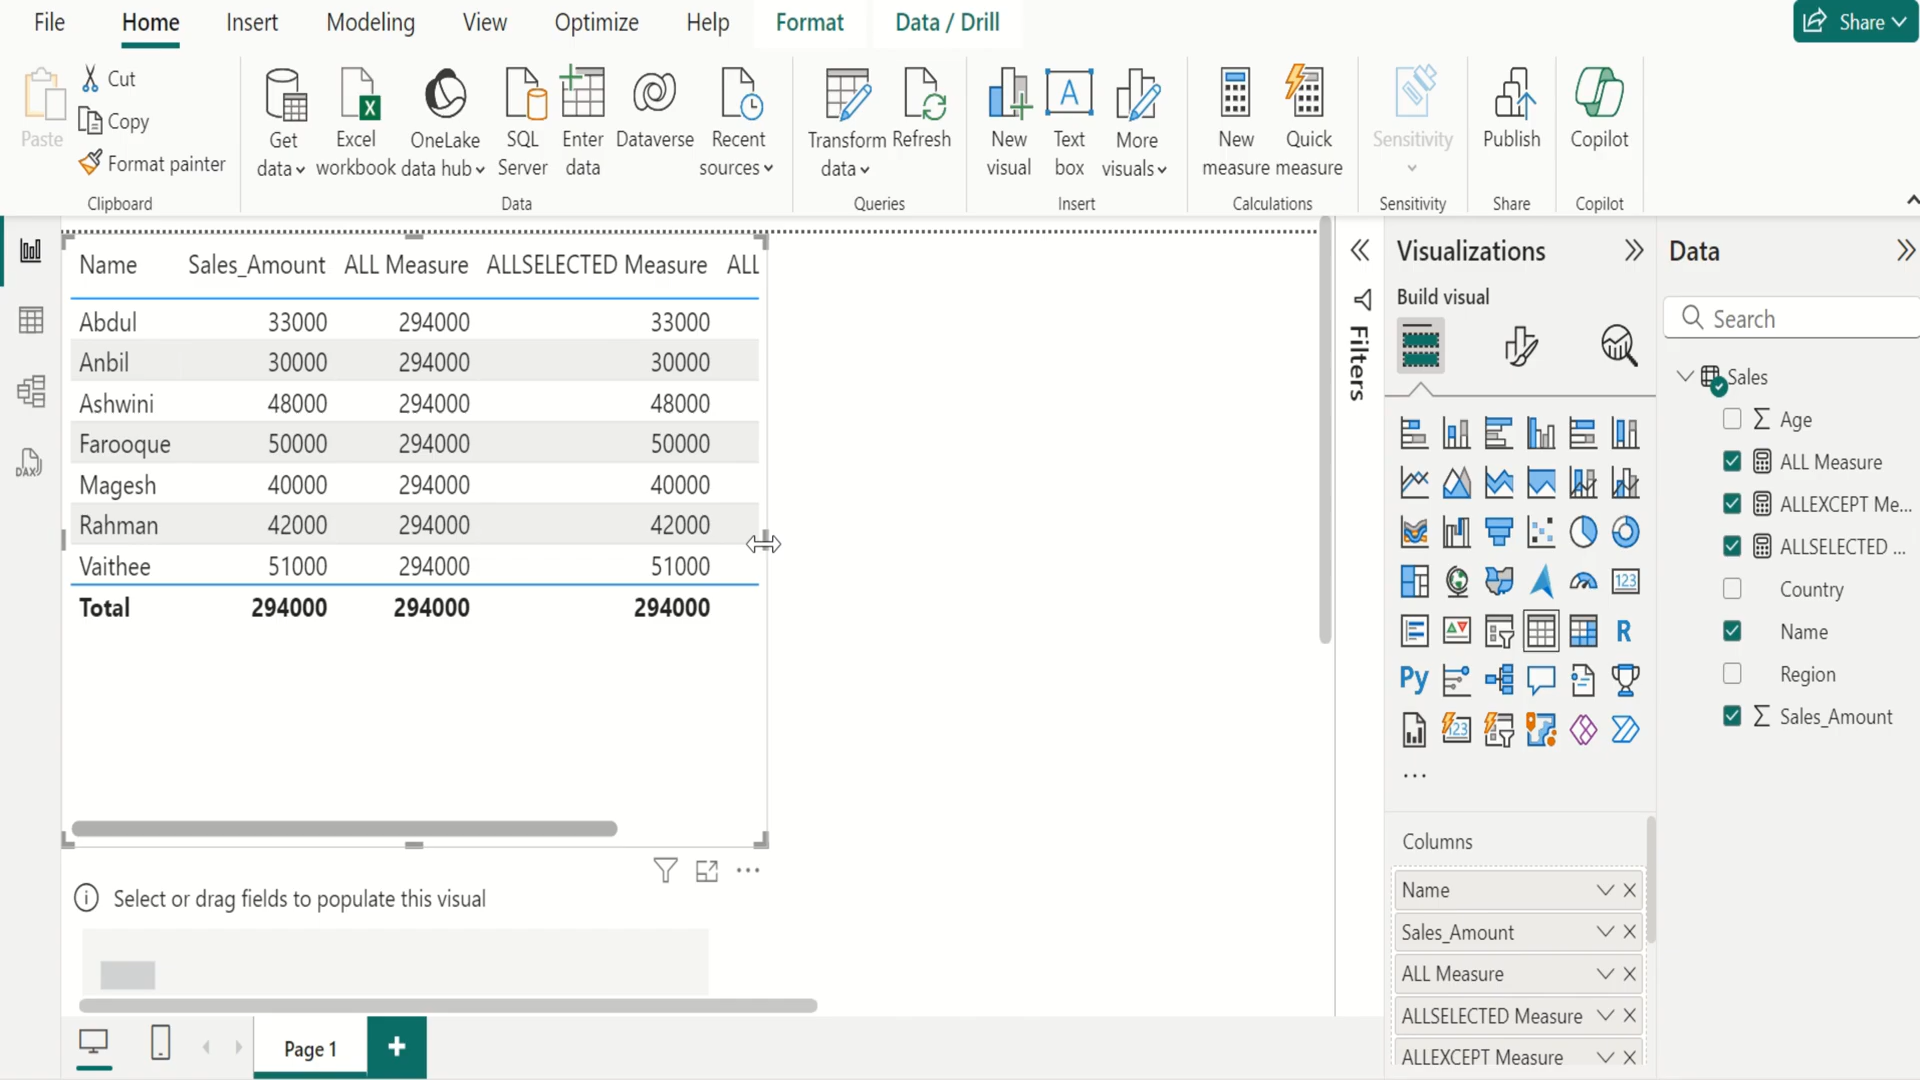 File Home Insert Modeling View Optimize Help Format Data / Drill Share
Paste
Cut
Copy
Format painter
Clipboard
Get data
Excel workbook
OneLake data hub
SQL Server
Enter data
Dataverse
Recent sources
Data
Transform data
Refresh
Queries
New visual
Text box
More visuals
Insert
New measure
Quick measure
Calculations
Sensitivity
Sensitivity
Publish
Share
Copilot
Copilot
Name Sales_Amount ALL Measure ALLSELECTED Measure ALL
Abdul 33000 294000 33000
Anbil 30000 294000 30000
Ashwini 48000 294000 48000
Farooque 50000 294000 50000
Magesh 40000 294000 40000
Rahman 42000 294000 42000
Vaithee 51000 294000 51000
Total 294000 294000 294000
Select or drag fields to populate this visual
Page 1
DAX
Filters
Visualizations
Build visual
123
R
Py
123
...
Columns
Name
Sales_Amount
ALL Measure
ALLSELECTED Measure
ALLEXCEPT Measure
Data
Search
Sales
Age
ALL Measure
ALLEXCEPT Me...
ALLSELECTED ...
Country
Name
Region
Sales_Amount